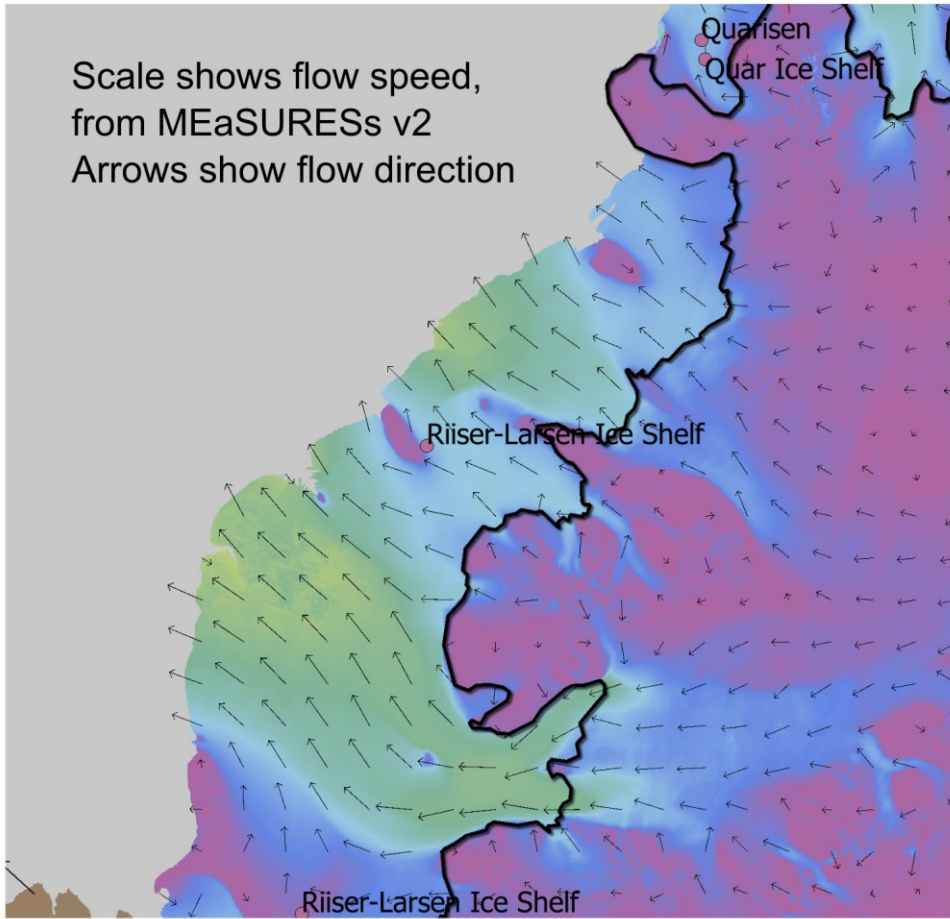 Quarisen
Quar Ice Shelf
Scale shows flow speed,
from MEaSURESs v2
Arrows show flow direction
Riiser-Larsen Ice Shelf
Riiser-Larsen Ice Shelf